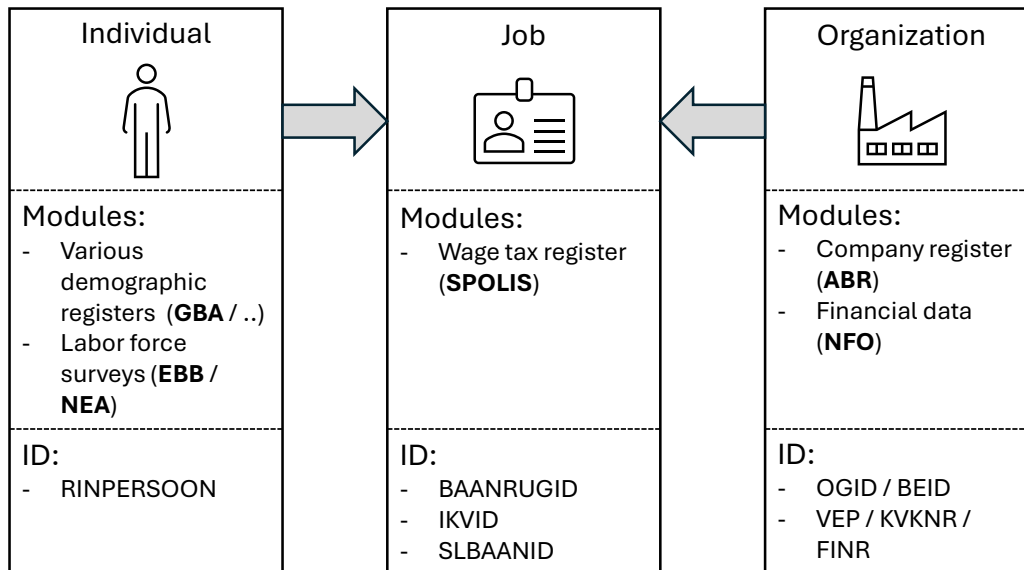 Individual
Modules:
- Various
demographic
registers (GBA / ..)
- Labor force
surveys (EBB /
NEA)
ID:
- RINPERSOON
Job
Modules:
- Wage tax register
(SPOLIS)
ID:
- BAANRUGID
- IKVID
- SLBAANID
Organization
Modules:
- Company register
(ABR)
- Financial data
(NFO)
ID:
- OGID / BEID
- VEP / KVKNR /
FINR